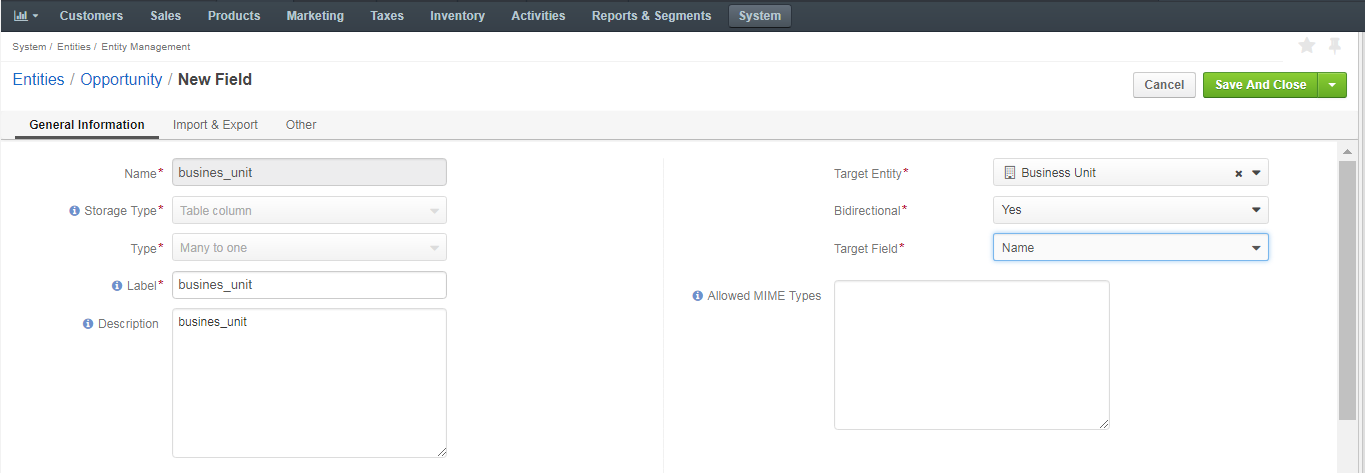 Customers Sales Products Marketing Taxes Inventory Activities Reports & Segments System
System / Entities / Entity Management
Entities / Opportunity / New Field
Cancel Save And Close
General Information Import & Export Other
Name* busines_unit
Storage Type* Table column
Type* Many to one
Label* busines_unit
Description busines_unit
Target Entity* Business Unit
Bidirectional* Yes
Target Field* Name
Allowed MIME Types